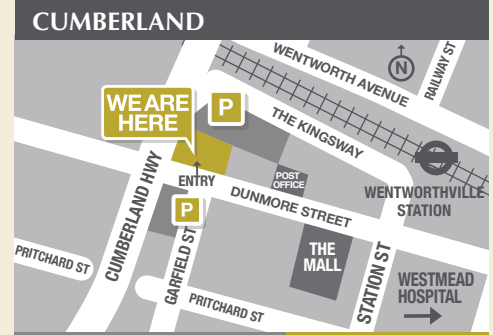 CUMBERLAND
WENTWORTH AVENUE
N
RAILWAY ST
WE ARE
HERE
P
THE KINGSWAY
POST
OFFICE
ENTRY
WENTWORTHVILLE
STATION
DUNMORE STREET
P
CUMBERLAND HWY
GARFIELD ST
THE
MALL
STATION ST
PRITCHARD ST
WESTMEAD
HOSPITAL
PRITCHARD ST